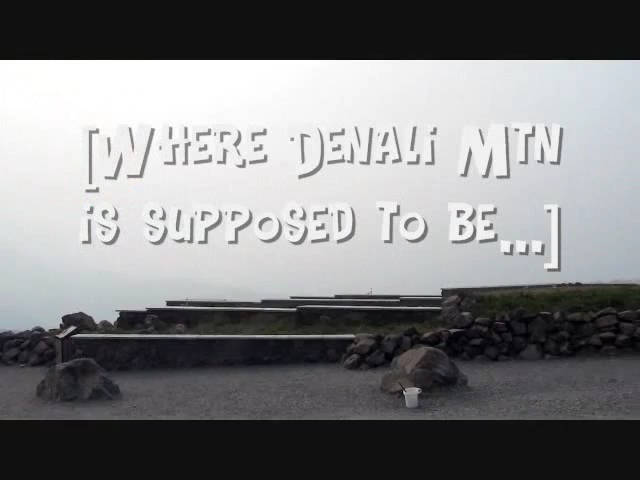 [Where Denali Mtn
is supposed to be...]